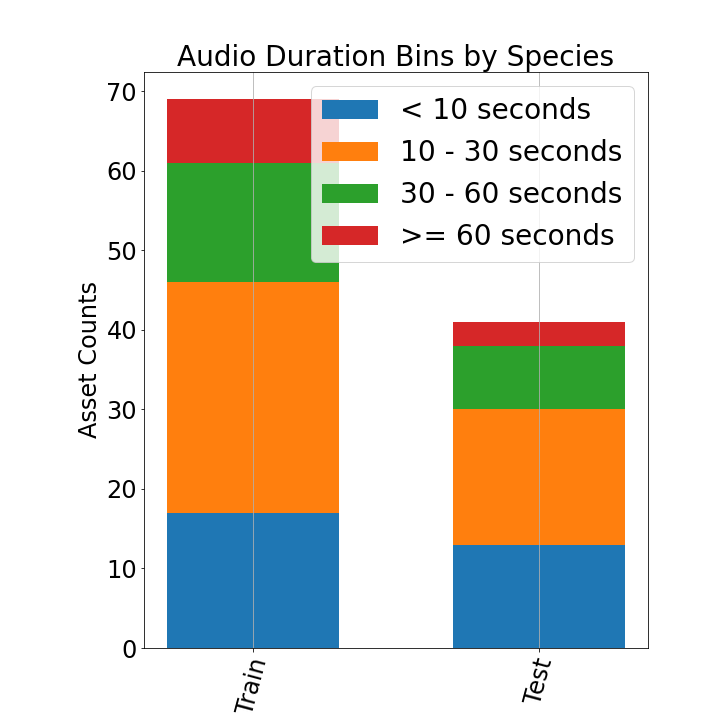 Audio Duration Bins by Species
70
60
50
40
30
20
10
0
Asset Counts
< 10 seconds
10 - 30 seconds
30 - 60 seconds
>= 60 seconds
Train
Test